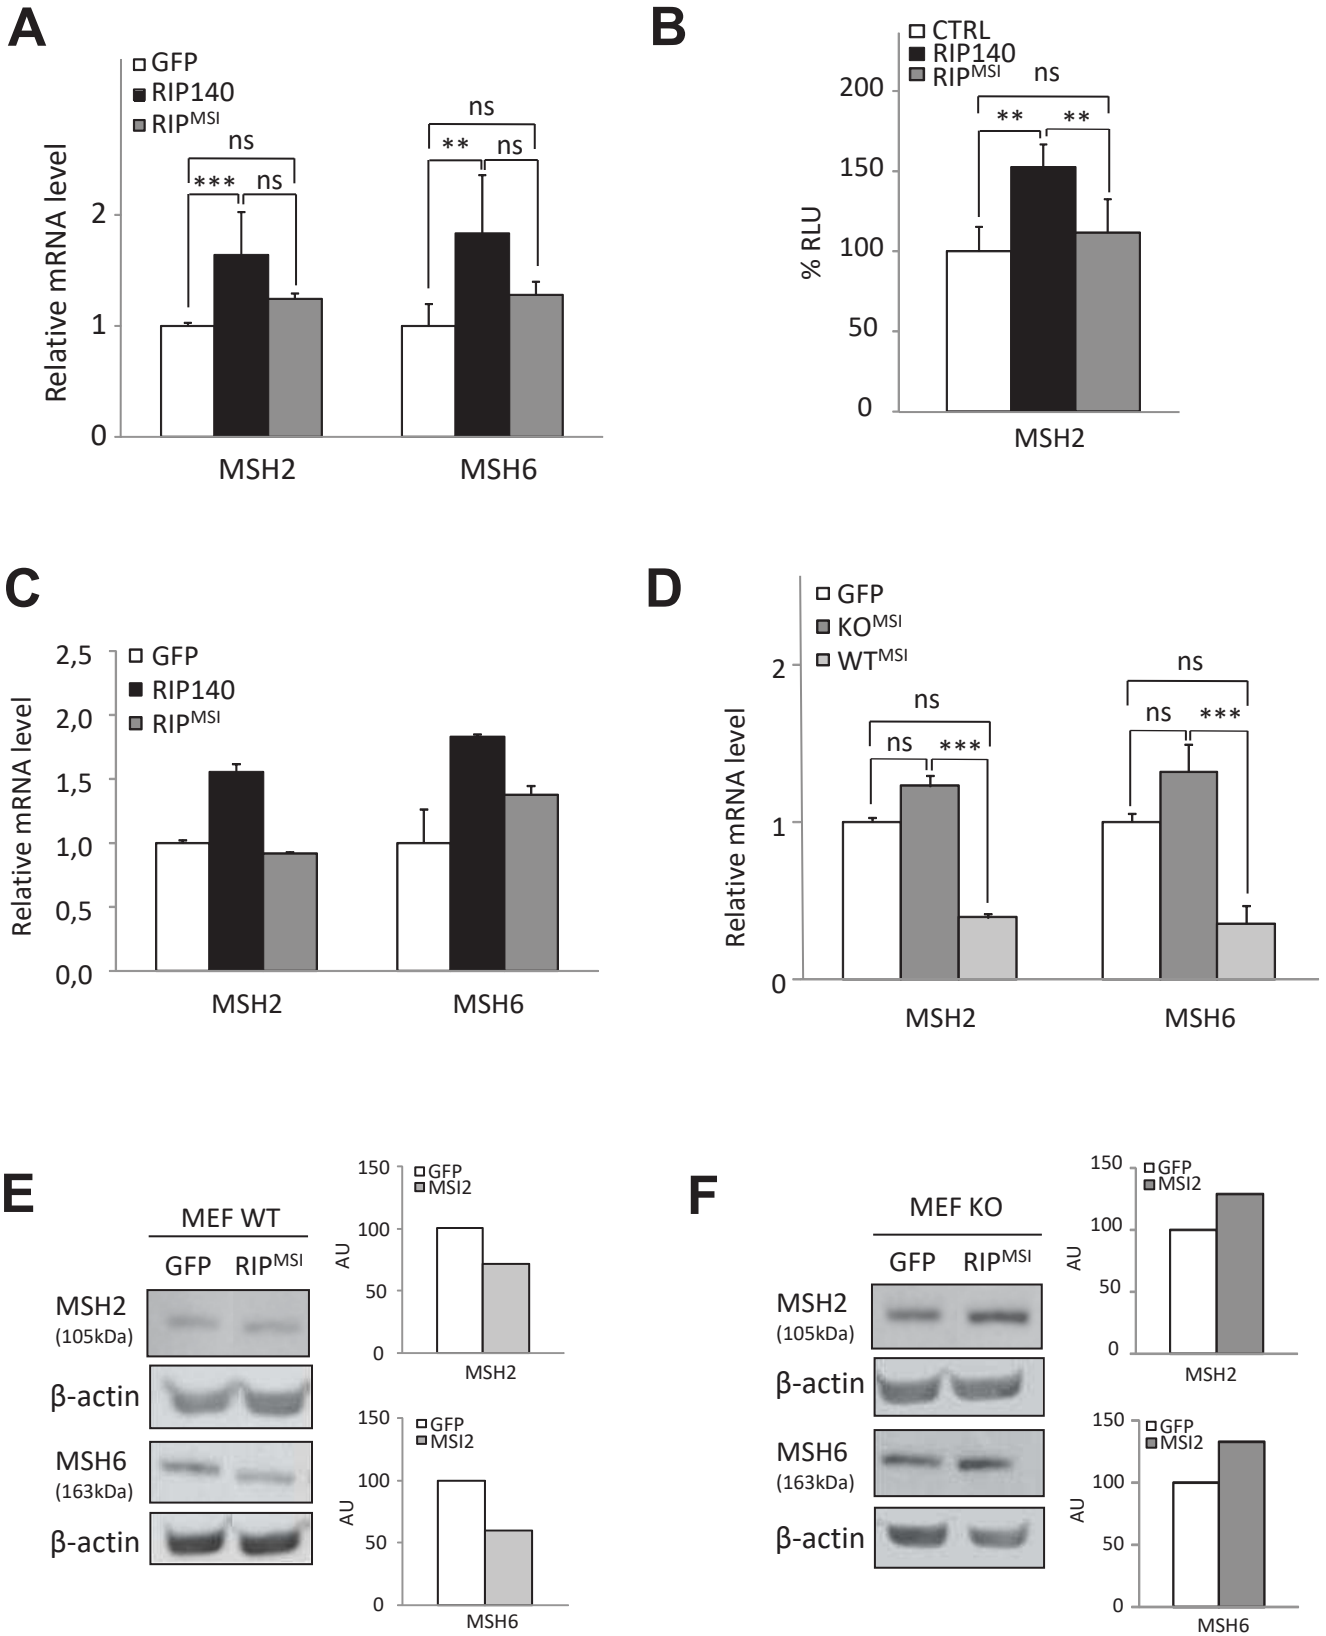 A
GFP
RIP140
RIPMSI
Relative mRNA level
2
1
0
ns
*** ns
ns
** ns
MSH2 MSH6
B
CTRL
RIP140
RIPMSI
% RLU
200
150
100
50
0
ns
** **
MSH2
C
GFP
RIP140
RIPMSI
Relative mRNA level
2,5
2,0
1,5
1,0
0,5
0,0
MSH2 MSH6
D
GFP
KOMSI
WTMSI
Relative mRNA level
2
1
0
ns
ns ***
ns
ns ***
MSH2 MSH6
E
MEF WT
GFP RIPMSI
MSH2
(105kDa)
β-actin
MSH6
(163kDa)
β-actin
GFP
MSI2
AU
150
100
50
0
MSH2
GFP
MSI2
AU
150
100
50
0
MSH6
F
MEF KO
GFP RIPMSI
MSH2
(105kDa)
β-actin
MSH6
(163kDa)
β-actin
GFP
MSI2
AU
150
100
50
0
MSH2
GFP
MSI2
AU
150
100
50
0
MSH6